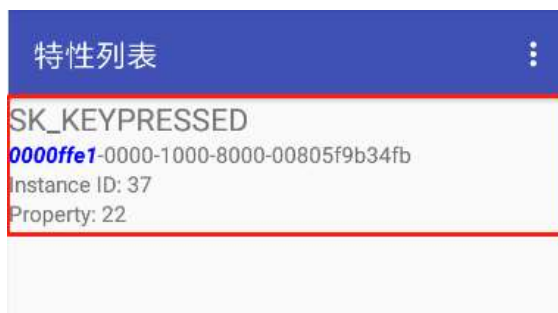 特性列表
SK_KEYPRESSED
0000ffe1-0000-1000-8000-00805f9b34fb
Instance ID: 37
Property: 22